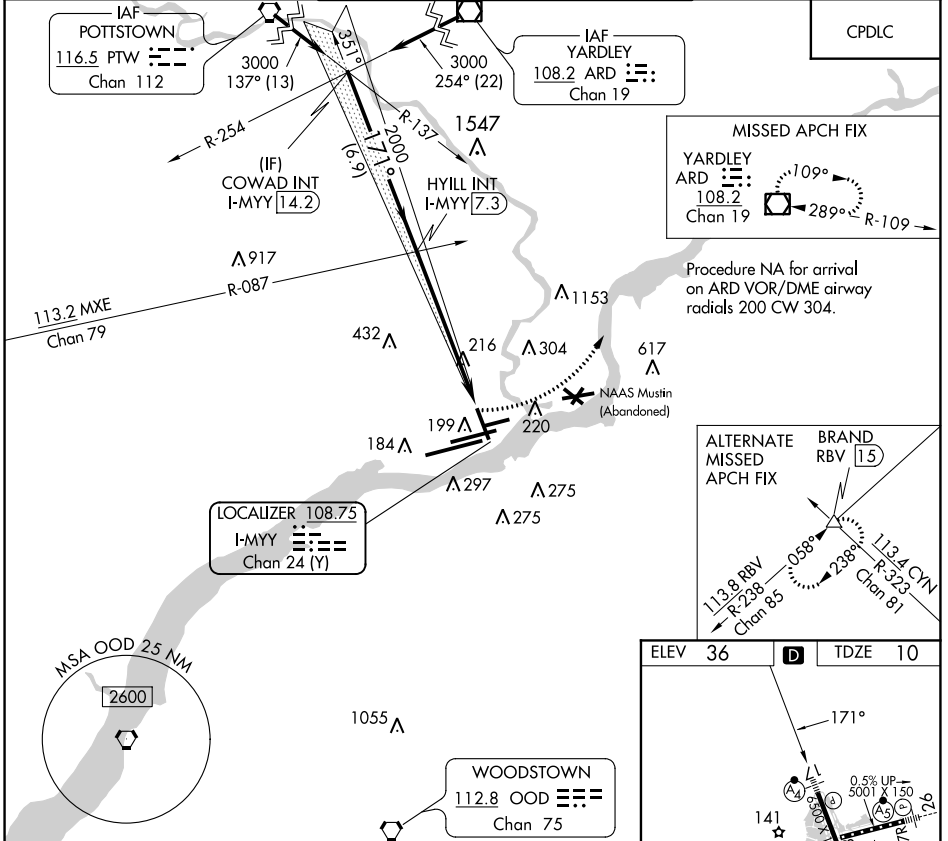 IAF
POTTSTOWN
116.5 PTW
Chan 112
3000
137° (13)
351°
3000
254° (22)
IAF
YARDLEY
108.2 ARD
Chan 19
CPDLC
R-254
R-137
2000
171°
(6.9)
1547
(IF)
COWAD INT
I-MYY 14.2
HYILL INT
I-MYY 7.3
MISSED APCH FIX
YARDLEY
ARD
108.2
Chan 19
109°
289°
R-109
917
R-087
113.2 MXE
Chan 79
Procedure NA for arrival
on ARD VOR/DME airway
radials 200 CW 304.
1153
432
216
304
617
NAAS Mustin
(Abandoned)
199
220
184
297
275
275
LOCALIZER 108.75
I-MYY
Chan 24 (Y)
ALTERNATE
MISSED
APCH FIX
BRAND
RBV 15
058°
238°
113.8 RBV
R-238
Chan 85
113.4 CYN
R-323
Chan 81
MSA OOD 25 NM
2600
1055
WOODSTOWN
112.8 OOD
Chan 75
ELEV 36
D
TDZE 10
171°
17
A4
P
0.5% UP
5001 X 150
A5
P
26
6500 X
141